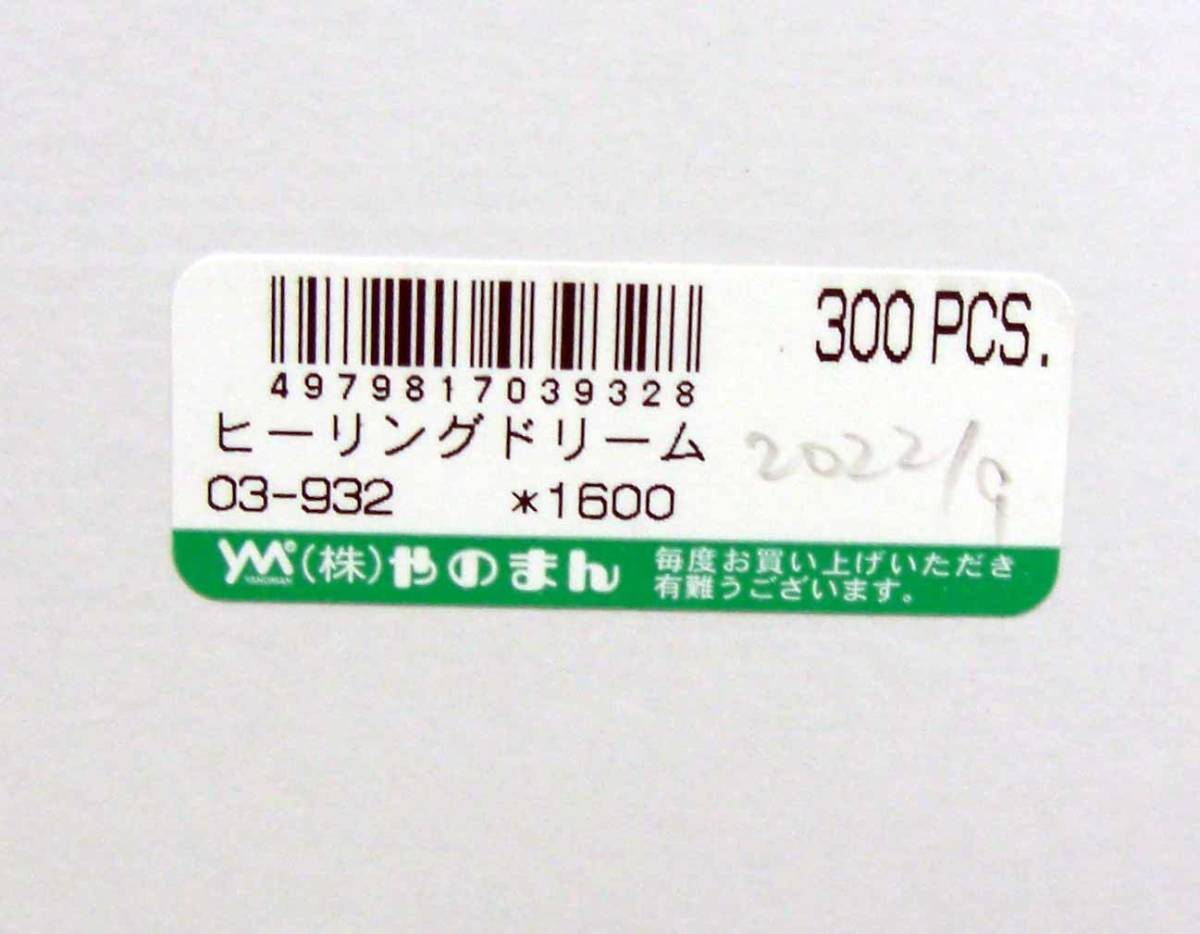 300 PCS.
4979817039328
ヒーリングドリーム
2022/9
03-932 *1600
YM YANOMAN (株)やのまん 毎度お買い上げいただき
有難うございます。